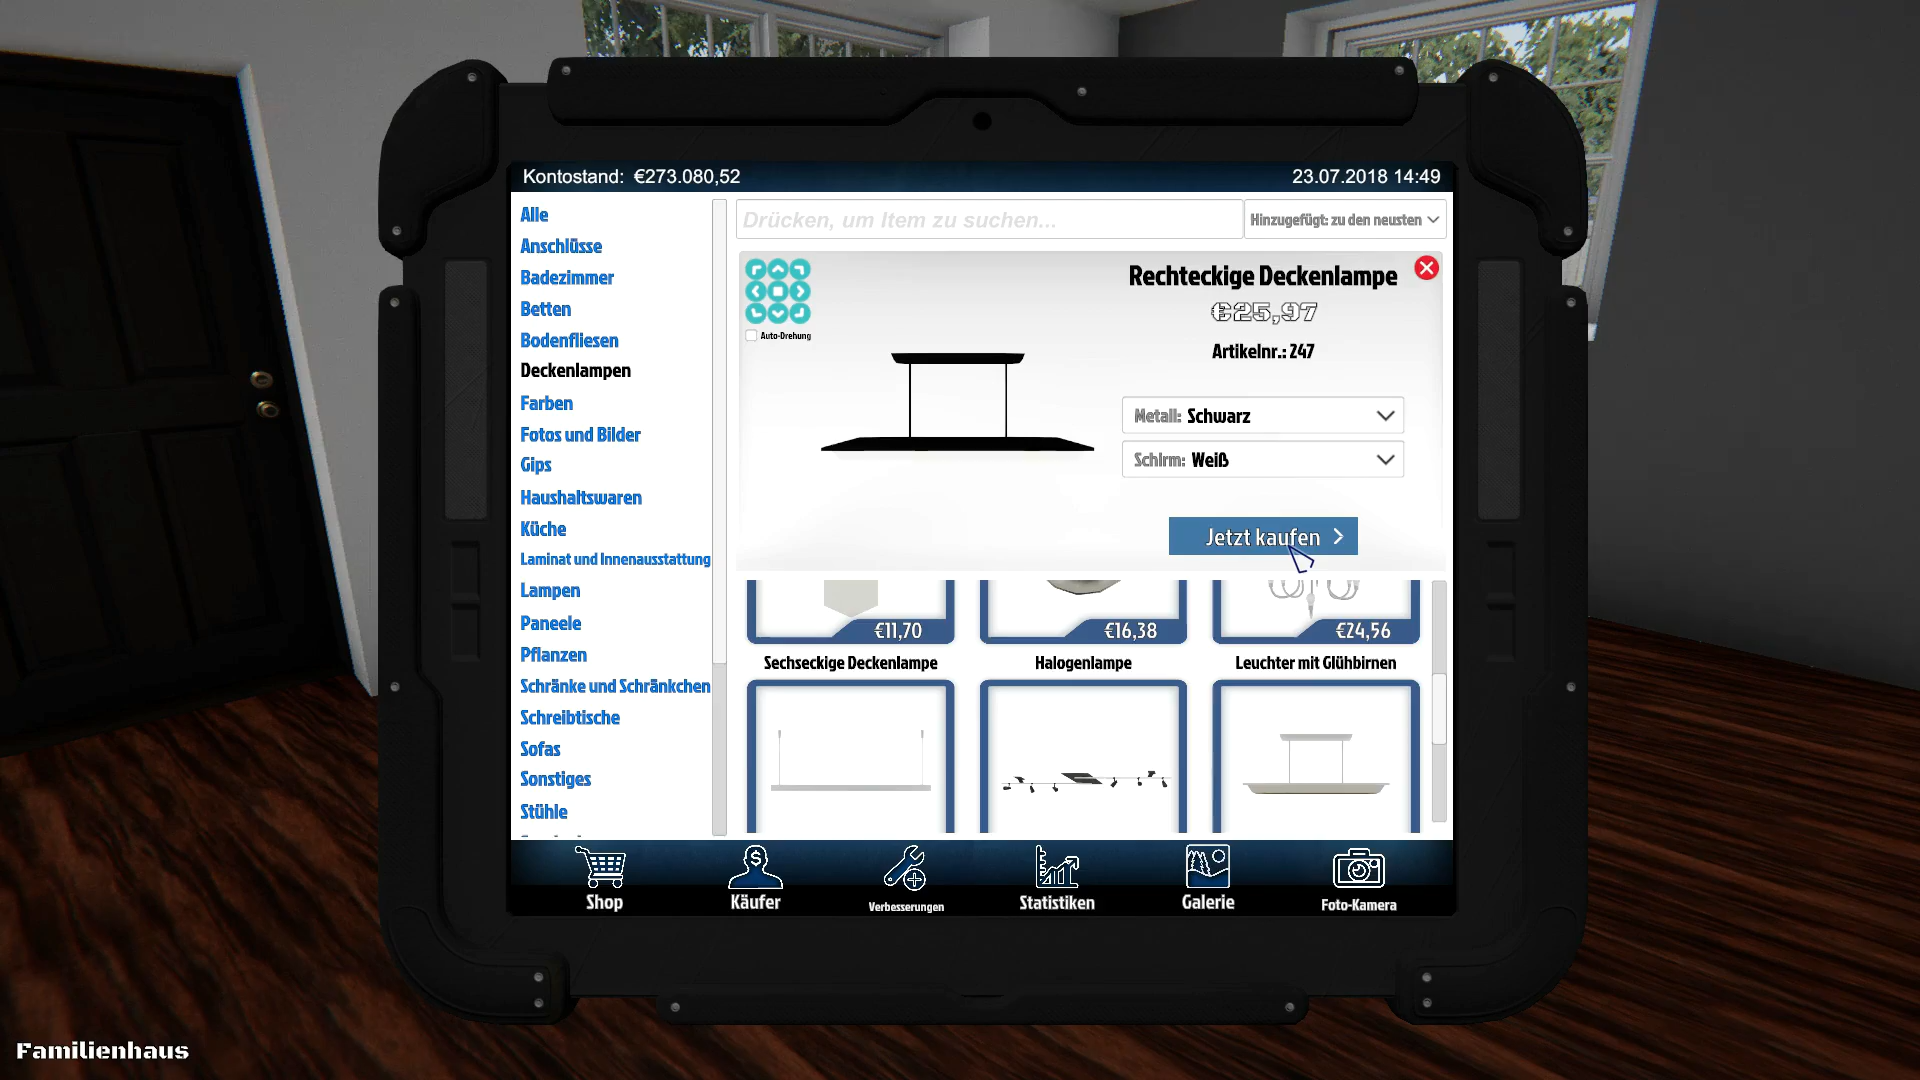 Kontostand: €273.080,52
23.07.2018 14:49
Alle
Anschlüsse
Badezimmer
Betten
Bodenfliesen
Deckenlampen
Farben
Fotos und Bilder
Gips
Haushaltswaren
Küche
Laminat und Innenausstattung
Lampen
Paneele
Pflanzen
Schränke und Schränkchen
Schreibtische
Sofas
Sonstiges
Stühle
Drücken, um Item zu suchen...
Hinzugefügt: zu den neusten
Auto-Drehung
Rechteckige Deckenlampe
€25,97
Artikelnr.: 247
Metall: Schwarz
Schirm: Weiß
Jetzt kaufen
€11,70
€16,38
€24,56
Sechseckige Deckenlampe
Halogenlampe
Leuchter mit Glühbirnen
Shop
Käufer
Verbesserungen
Statistiken
Galerie
Foto-Kamera
Familienhaus